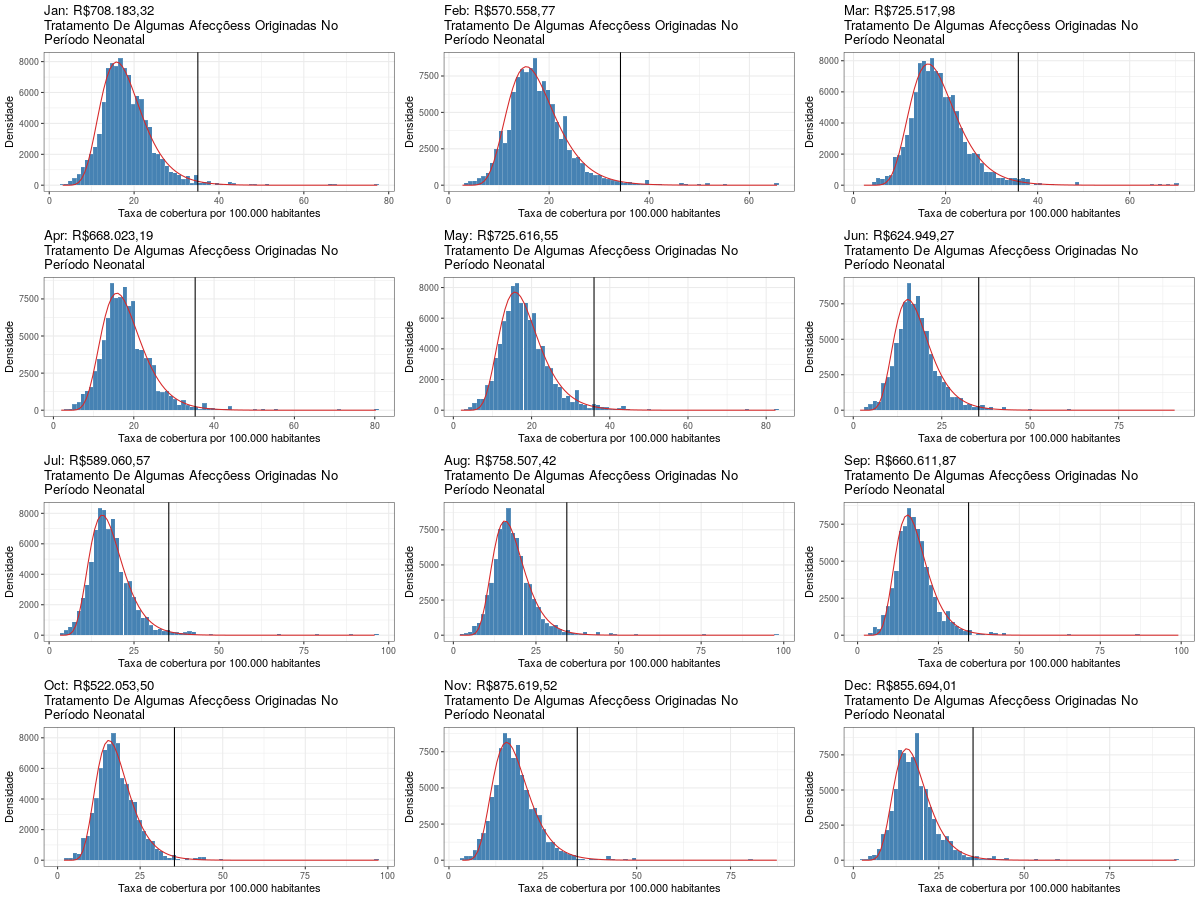 Jan: R$708.183,32
Tratamento De Algumas Afecçõess Originadas No
Período Neonatal
Densidade
8000
6000
4000
2000
0
0 20 40 60 80
Taxa de cobertura por 100.000 habitantes
Feb: R$570.558,77
Tratamento De Algumas Afecçõess Originadas No
Período Neonatal
Densidade
7500
5000
2500
0
0 20 40 60
Taxa de cobertura por 100.000 habitantes
Mar: R$725.517,98
Tratamento De Algumas Afecçõess Originadas No
Período Neonatal
Densidade
8000
6000
4000
2000
0
0 20 40 60
Taxa de cobertura por 100.000 habitantes
Apr: R$668.023,19
Tratamento De Algumas Afecçõess Originadas No
Período Neonatal
Densidade
7500
5000
2500
0
0 20 40 60 80
Taxa de cobertura por 100.000 habitantes
May: R$725.616,55
Tratamento De Algumas Afecçõess Originadas No
Período Neonatal
Densidade
8000
6000
4000
2000
0
0 20 40 60 80
Taxa de cobertura por 100.000 habitantes
Jun: R$624.949,27
Tratamento De Algumas Afecçõess Originadas No
Período Neonatal
Densidade
7500
5000
2500
0
0 25 50 75
Taxa de cobertura por 100.000 habitantes
Jul: R$589.060,57
Tratamento De Algumas Afecçõess Originadas No
Período Neonatal
Densidade
8000
6000
4000
2000
0
0 25 50 75 100
Taxa de cobertura por 100.000 habitantes
Aug: R$758.507,42
Tratamento De Algumas Afecçõess Originadas No
Período Neonatal
Densidade
7500
5000
2500
0
0 25 50 75 100
Taxa de cobertura por 100.000 habitantes
Sep: R$660.611,87
Tratamento De Algumas Afecçõess Originadas No
Período Neonatal
Densidade
7500
5000
2500
0
0 25 50 75 100
Taxa de cobertura por 100.000 habitantes
Oct: R$522.053,50
Tratamento De Algumas Afecçõess Originadas No
Período Neonatal
Densidade
8000
6000
4000
2000
0
0 25 50 75 100
Taxa de cobertura por 100.000 habitantes
Nov: R$875.619,52
Tratamento De Algumas Afecçõess Originadas No
Período Neonatal
Densidade
7500
5000
2500
0
0 25 50 75
Taxa de cobertura por 100.000 habitantes
Dec: R$855.694,01
Tratamento De Algumas Afecçõess Originadas No
Período Neonatal
Densidade
7500
5000
2500
0
0 25 50 75
Taxa de cobertura por 100.000 habitantes